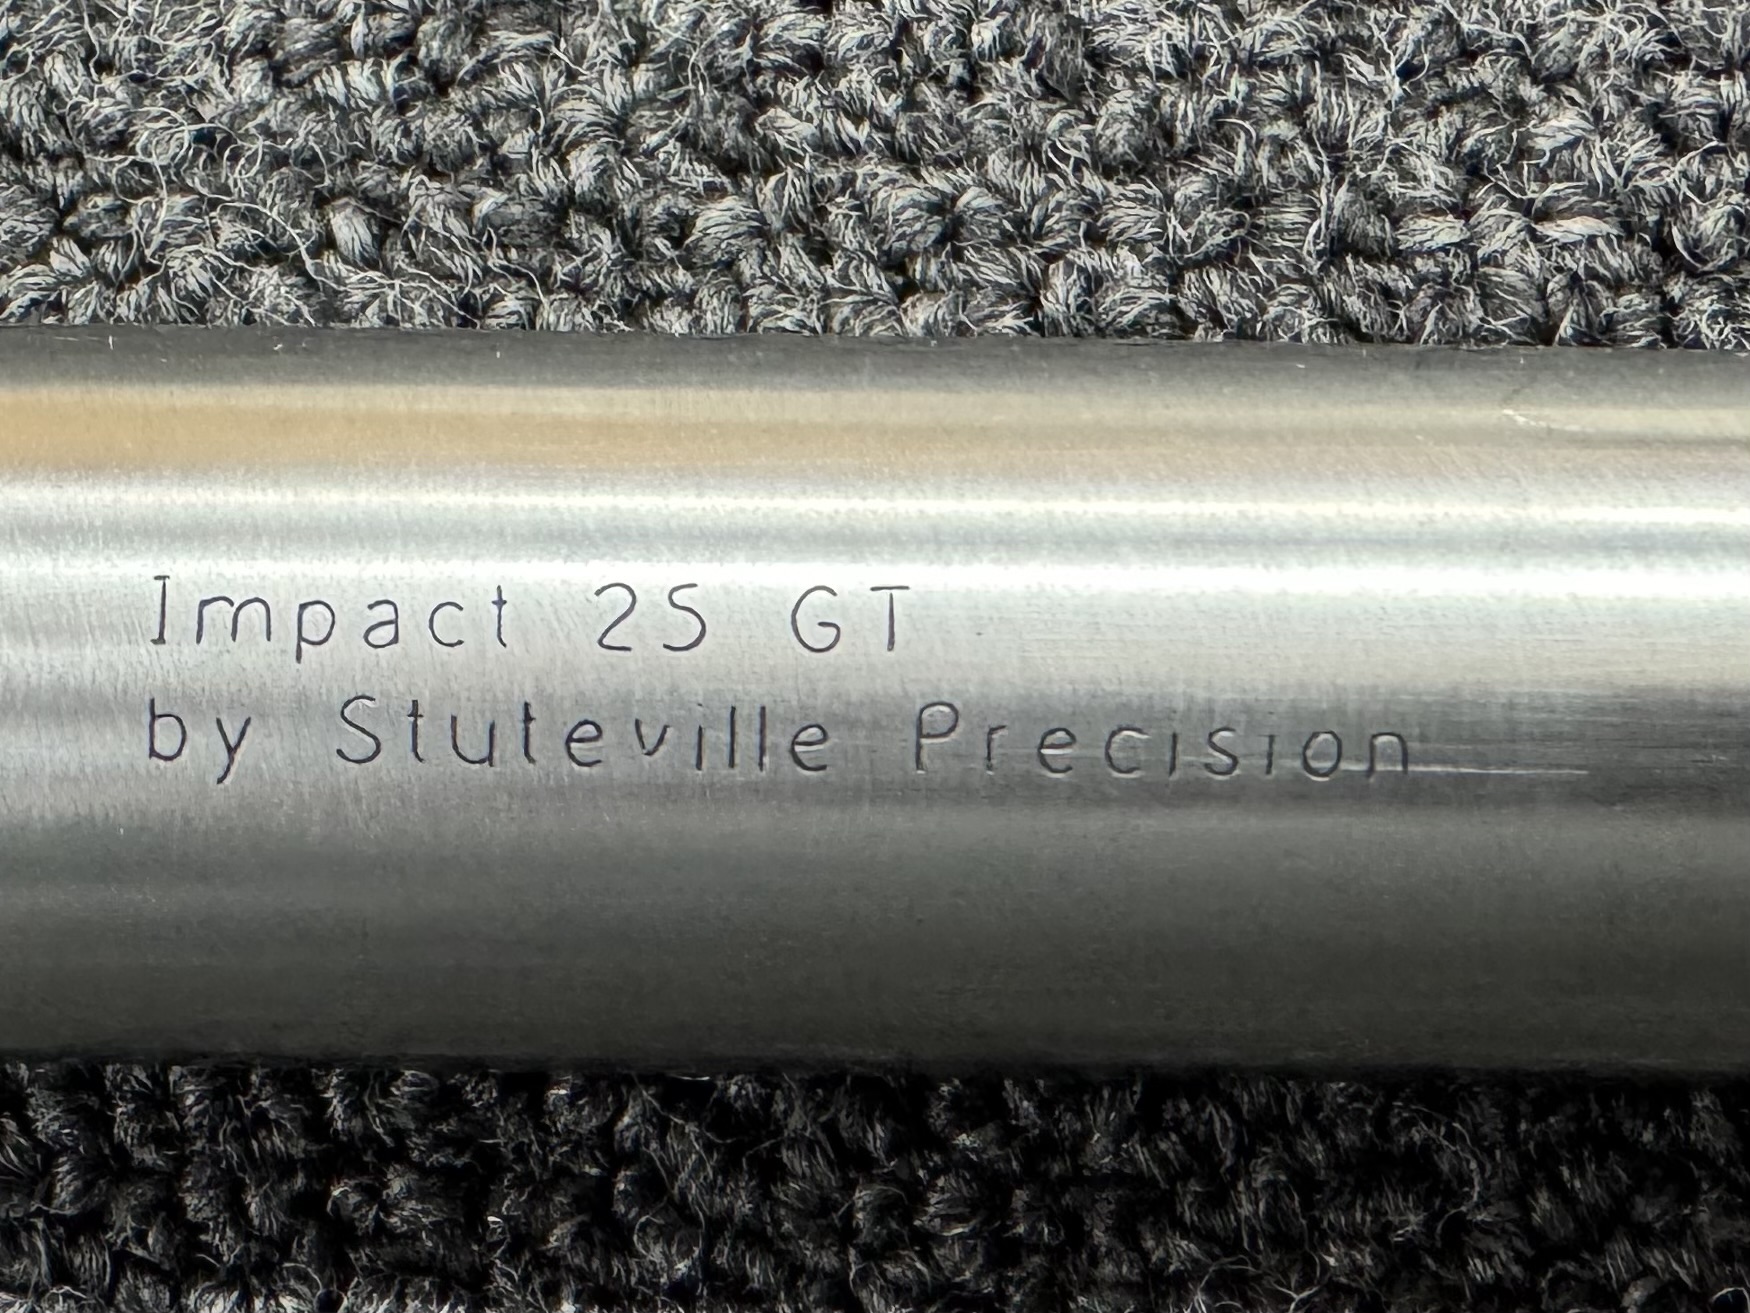 Impact 25 GT
by Stuteville Precision